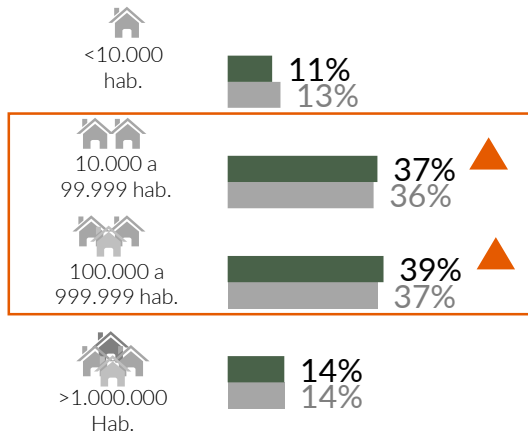 <10.000
hab.
11%
13%
10.000 a
99.999 hab.
37%
36%
100.000 a
999.999 hab.
39%
37%
>1.000.000
Hab.
14%
14%